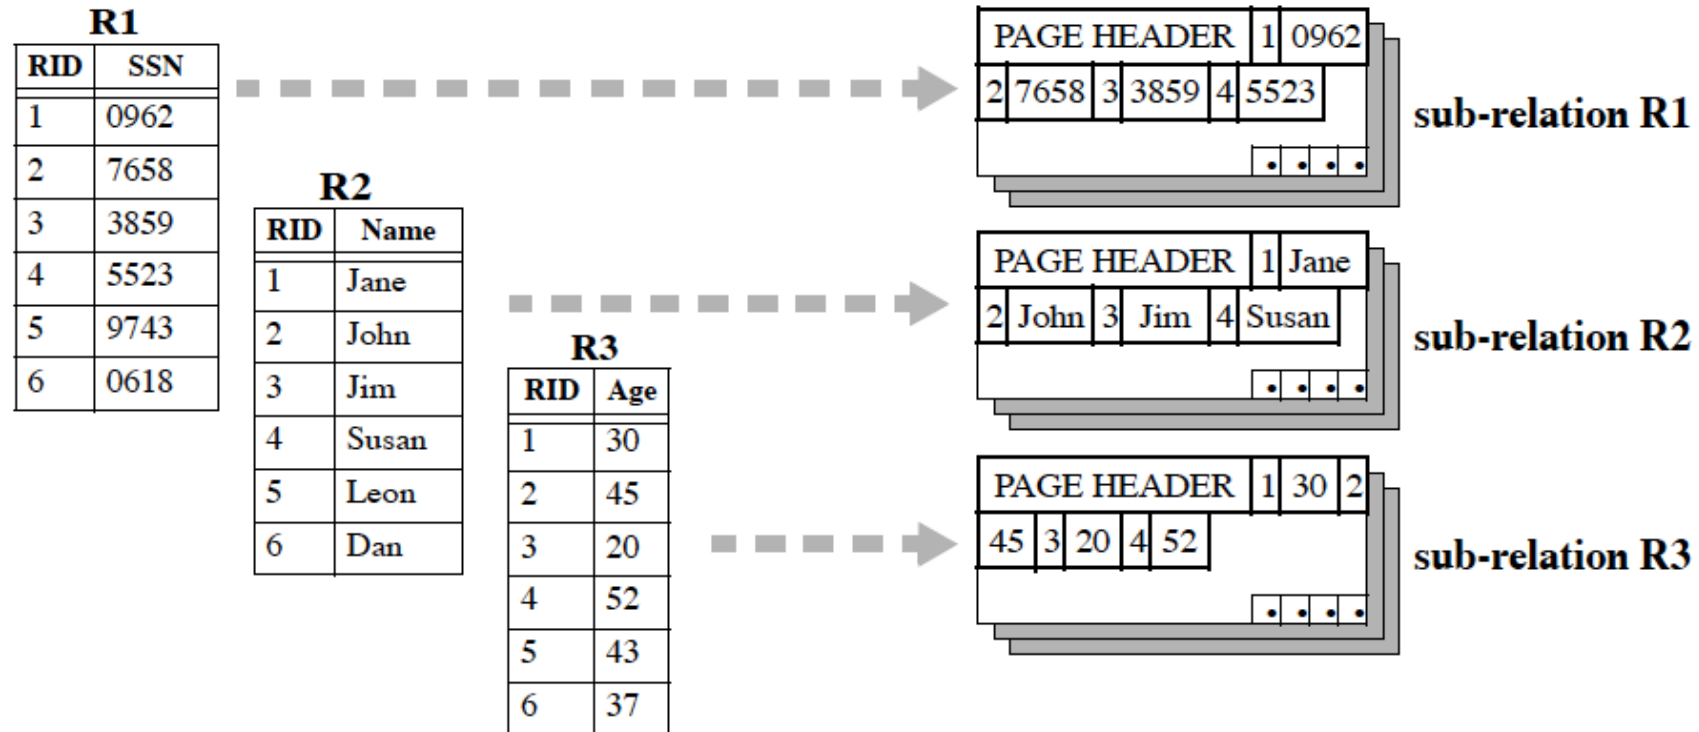 R1
RID SSN
1 0962
2 7658
3 3859
4 5523
5 9743
6 0618
R2
RID Name
1 Jane
2 John
3 Jim
4 Susan
5 Leon
6 Dan
R3
RID Age
1 30
2 45
3 20
4 52
5 43
6 37
PAGE HEADER 1 0962
2 7658 3 3859 4 5523
sub-relation R1
PAGE HEADER 1 Jane
2 John 3 Jim 4 Susan
sub-relation R2
PAGE HEADER 1 30 2
45 3 20 4 52
sub-relation R3